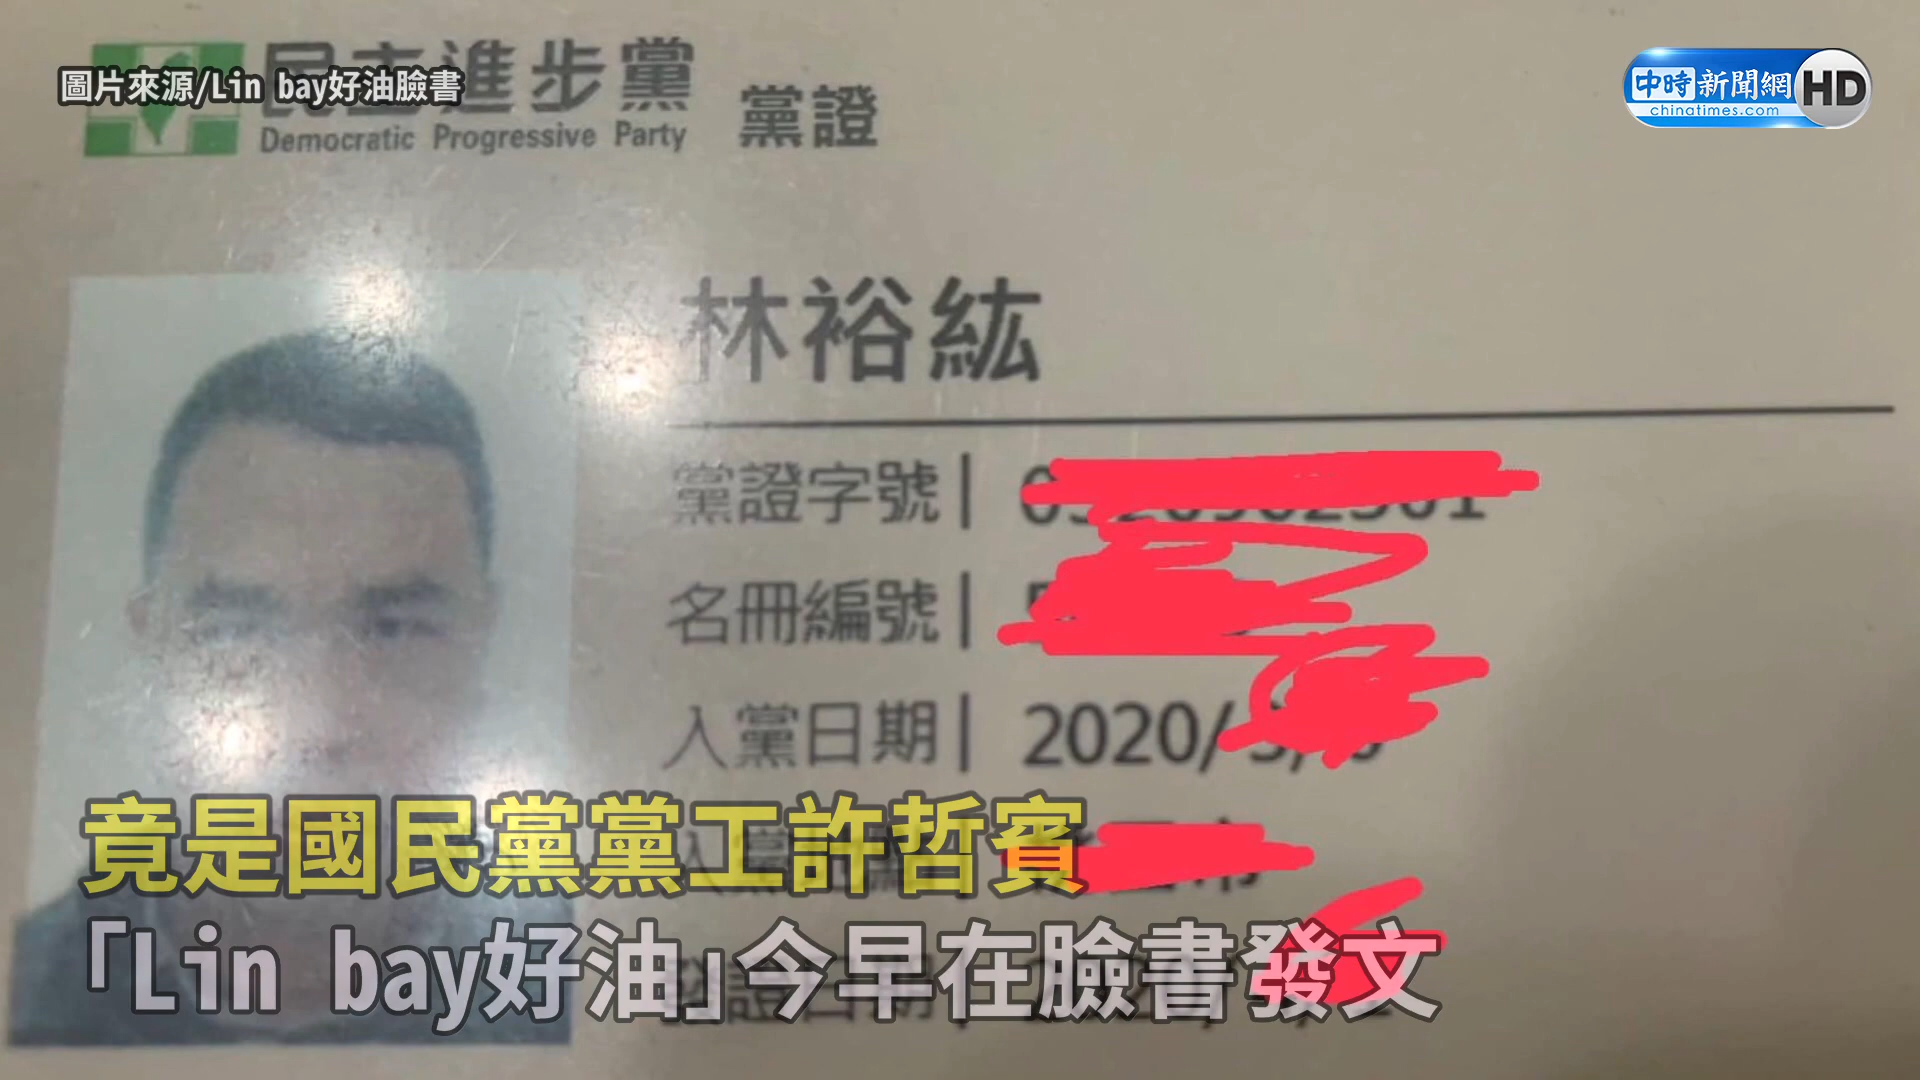 民主進步黨
圖片來源/Lin bay好油臉書
Democratic Progressive Party
黨證
中時新聞網 HD
chinatimes.com
林裕紘
黨證字號
名冊編號
入黨日期 2020/
竟是國民黨黨工許哲賓
「Lin bay好油」今早在臉書發文